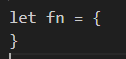 let fn = {
}